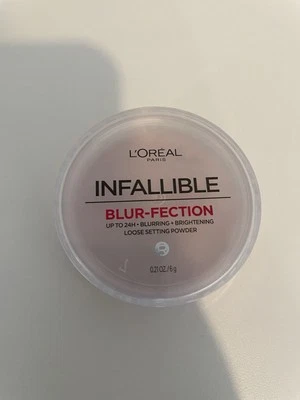 L'ORÉAL
PARIS
INFALLIBLE
BLUR-FECTION
UP TO 24H • BLURRING + BRIGHTENING
LOOSE SETTING POWDER
0.21 OZ. / 6 g